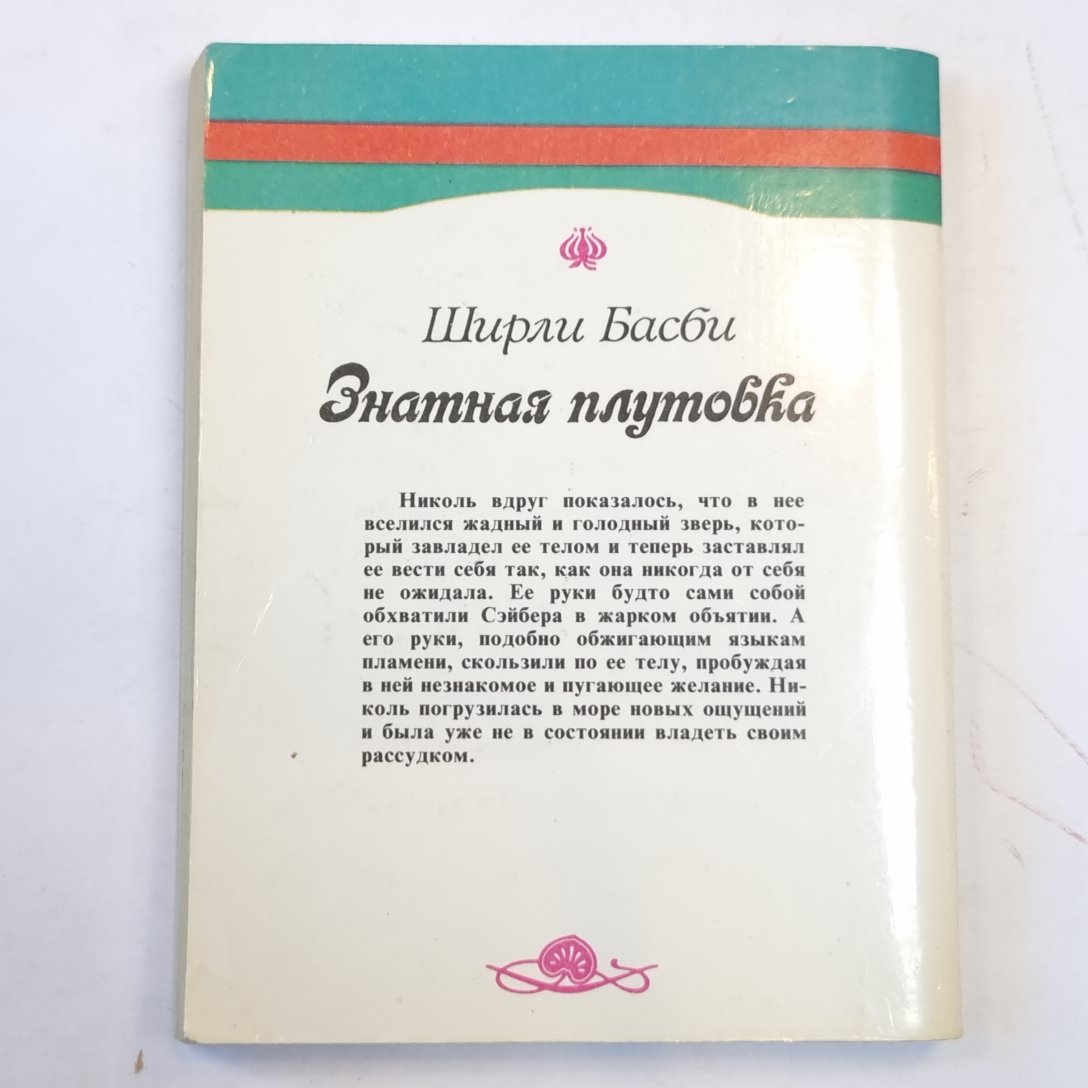 Ширли Басби
Знатная плутовка
Николь вдруг показалось, что в нее
вселился жадный и голодный зверь, кото-
рый завладел ее телом и теперь заставлял
ее вести себя так, как она никогда от себя
не ожидала. Ее руки будто сами собой
обхватили Сэйбера в жарком объятии. А
его руки, подобно обжигающим языкам
пламени, скользили по ее телу, пробуждая
в ней незнакомое и пугающее желание. Ни-
коль погрузилась в море новых ощущений
и была уже не в состоянии владеть своим
рассудком.